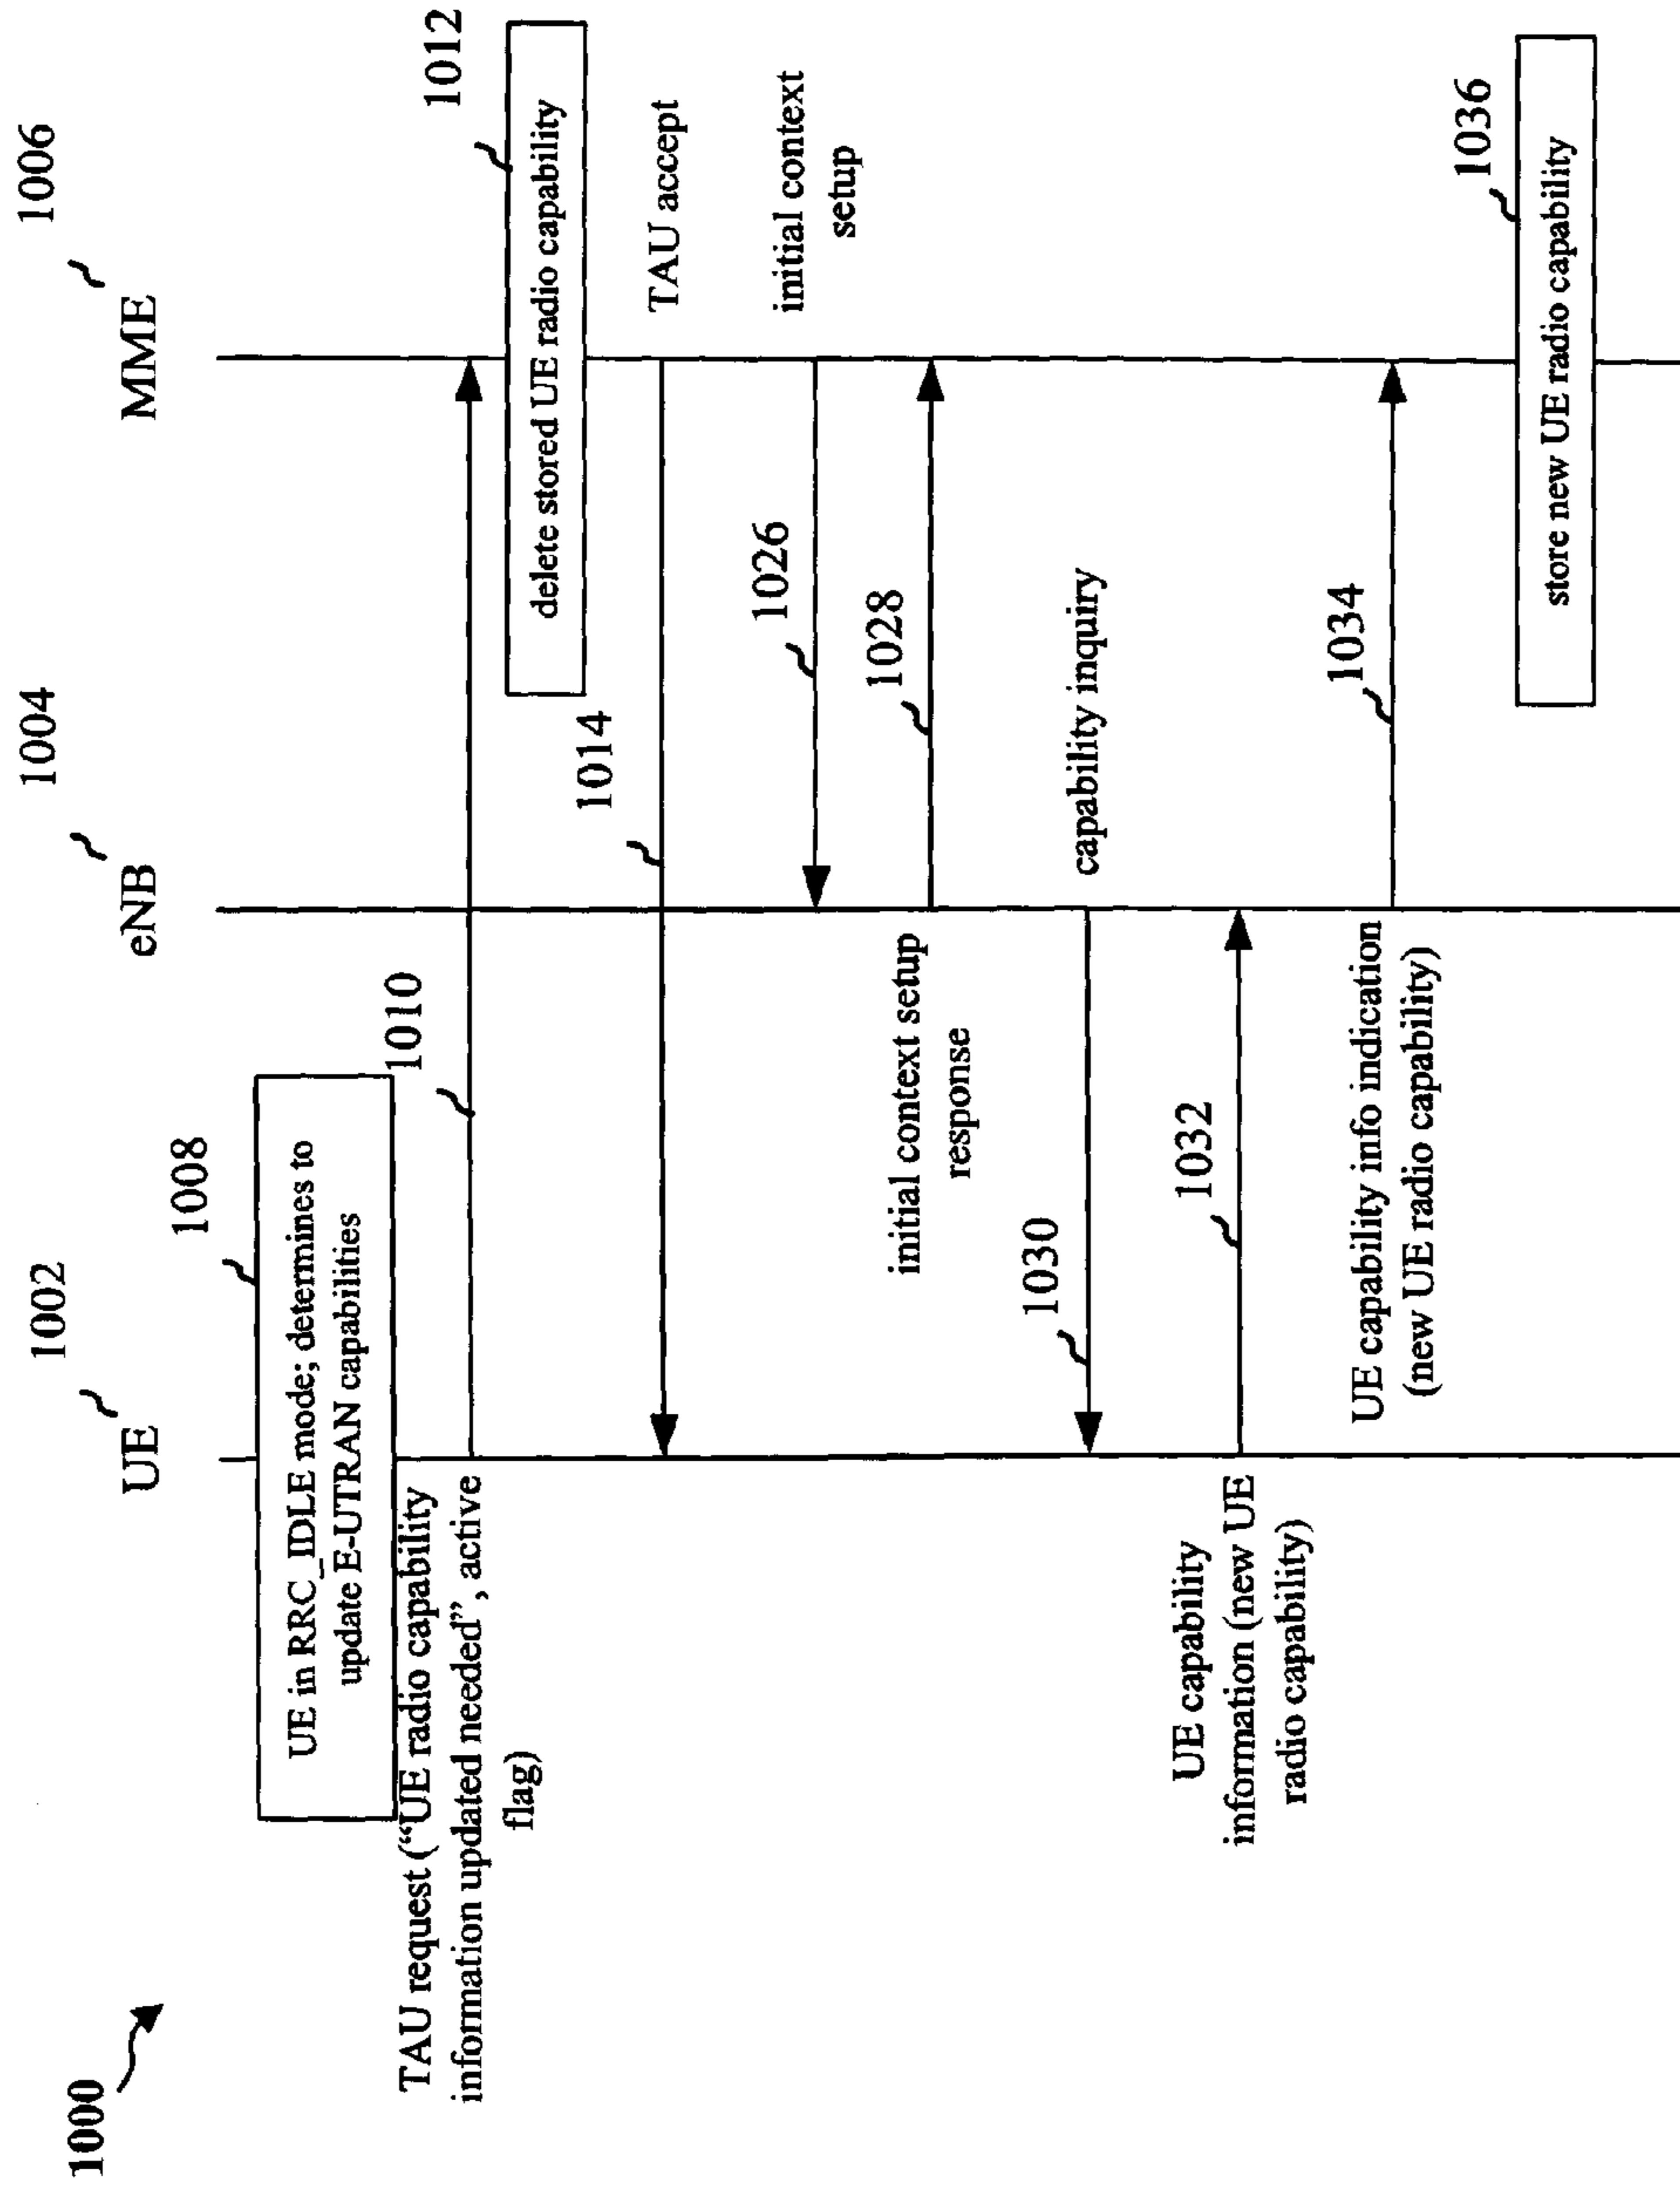 1000
1002
1004
1006
UE
eNB
MME
1008
UE in RRC_IDLE mode; determines to
update E-UTRAN capabilities
TAU request ("UE radio capability
information updated needed", active
flag)
1010
1012
delete stored UE radio capability
1014
TAU accept
1026
initial context
setup
initial context setup
response
1028
1030
capability inquiry
UE capability
information (new UE
radio capability)
1032
UE capability info indication
(new UE radio capability)
1034
1036
store new UE radio capability